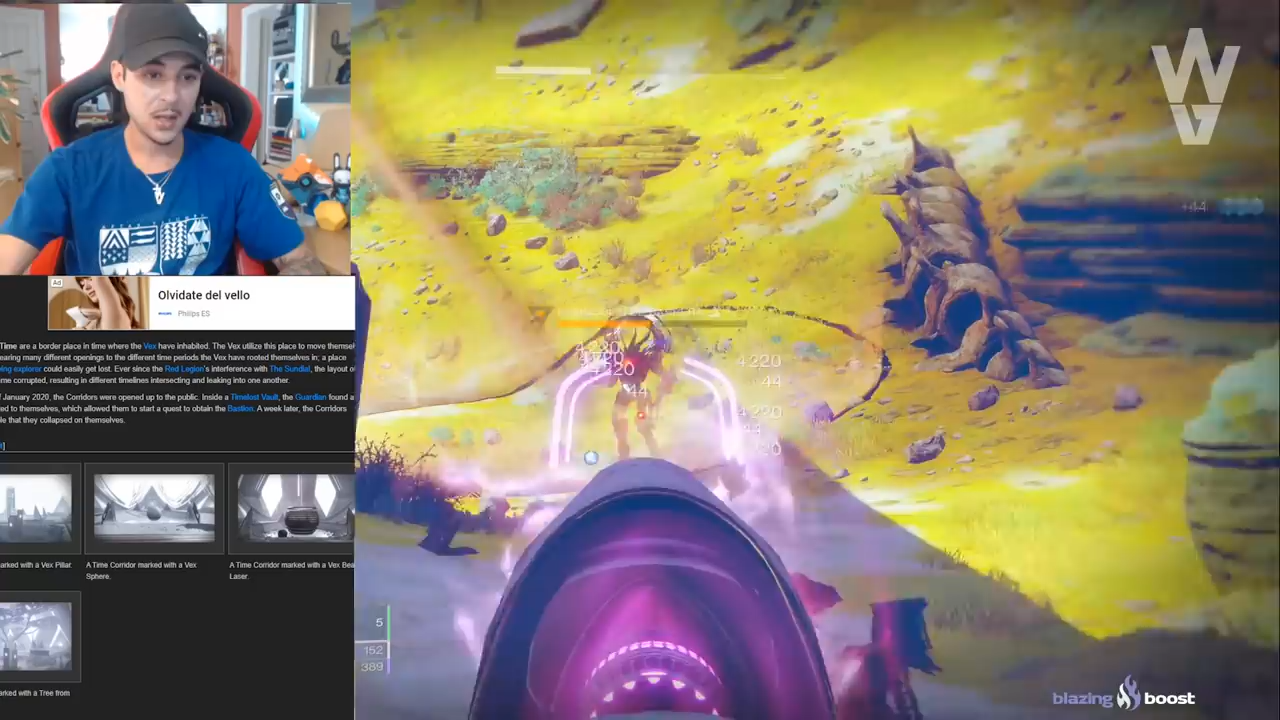 Ad
Olvidate del vello
Philips ES
Time are a border place in time where the Vex have inhabited. The Vex utilize this place to move themsel
earing many different openings to the different time periods the Vex have rooted themselves in; a place
explorer could easily get lost. Ever since the Red Legion's interference with The Sundial, the layout o
me corrupted, resulting in different timelines intersecting and leaking into one another.
f January 2020, the Corridors were opened up to the public. Inside a Timelost Vault, the Guardian found a
ed to themselves, which allowed them to start a quest to obtain the Bastion. A week later, the Corridors
le that they collapsed on themselves.
arked with a Vex Pillar.
A Time Corridor marked with a Vex
Sphere.
A Time Corridor marked with a Vex Bea
Laser.
arked with a Tree from
+44
4220
4220
4220
44
4220
44
4220
44
20
5
152
389
blazing boost